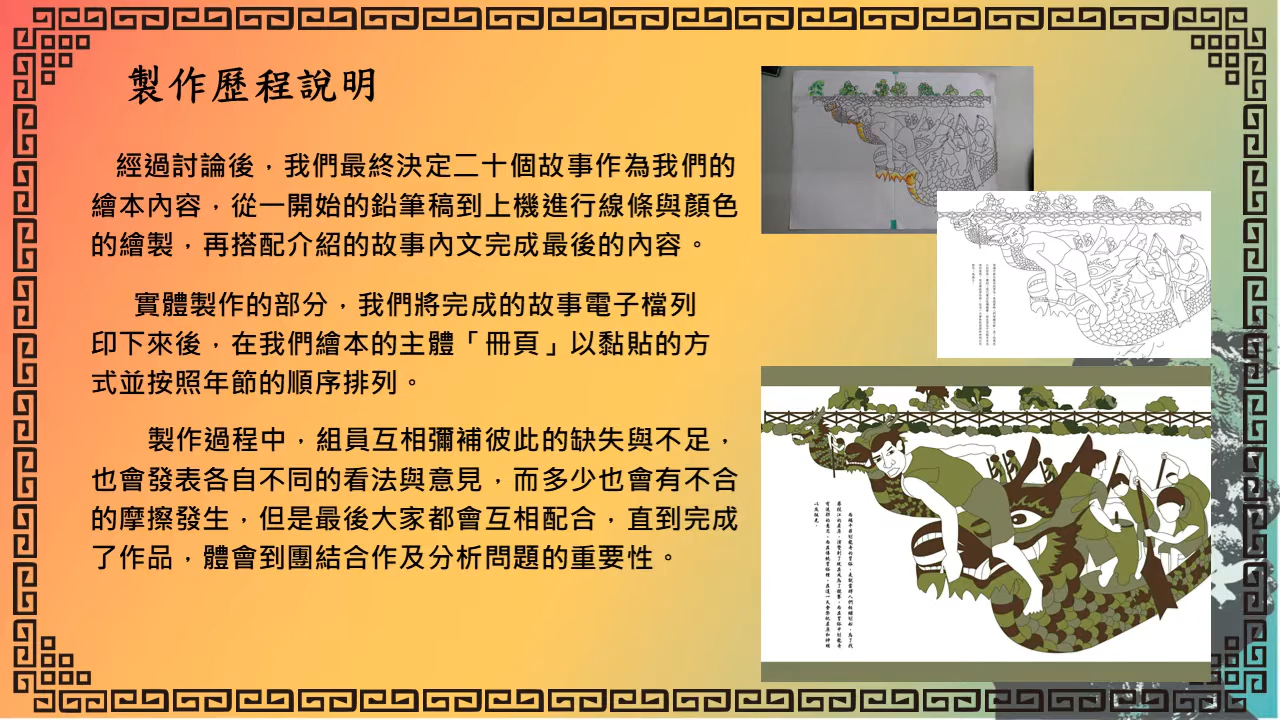 製作歷程說明
經過討論後，我們最終決定二十個故事作為我們的
繪本內容，從一開始的鉛筆稿到上機進行線條與顏色
的繪製，再搭配介紹的故事內文完成最後的內容。
實體製作的部分，我們將完成的故事電子檔列
印下來後，在我們繪本的主體「冊頁」以黏貼的方
式並按照年節的順序排列。
製作過程中，組員互相彌補彼此的缺失與不足，
也會發表各自不同的看法與意見，而多少也會有不合
的摩擦發生，但是最後大家都會互相配合，直到完成
了作品，體會到團結合作及分析問題的重要性。